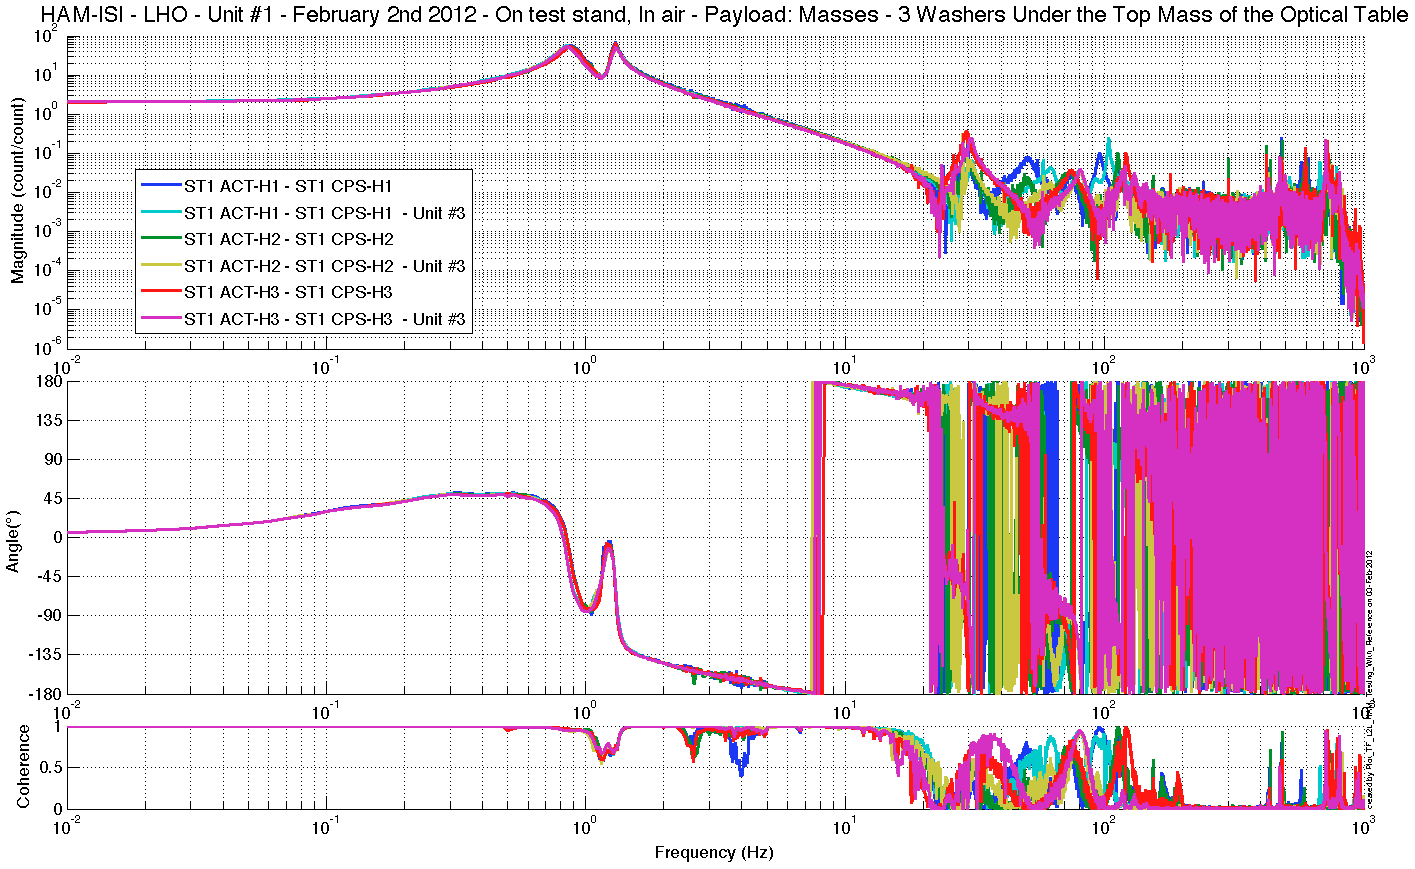 HAM-ISI - LHO - Unit #1 - February 2nd 2012 - On test stand, In air - Payload: Masses - 3 Washers Under the Top Mass of the Optical Table
Magnitude (count/count)
10^2
10^1
10^0
10^-1
10^-2
10^-3
10^-4
10^-5
10^-6
ST1 ACT-H1 - ST1 CPS-H1
ST1 ACT-H1 - ST1 CPS-H1 - Unit #3
ST1 ACT-H2 - ST1 CPS-H2
ST1 ACT-H2 - ST1 CPS-H2 - Unit #3
ST1 ACT-H3 - ST1 CPS-H3
ST1 ACT-H3 - ST1 CPS-H3 - Unit #3
10^-2 10^-1 10^0 10^1 10^2 10^3
Angle(°)
180
135
90
45
0
-45
-90
-135
-180
10^-2 10^-1 10^0 10^1 10^2
Coherence
1
0.5
0
10^-2 10^-1 10^0 10^1 10^2 10^3
Frequency (Hz)
Reference on 03-Feb-2012